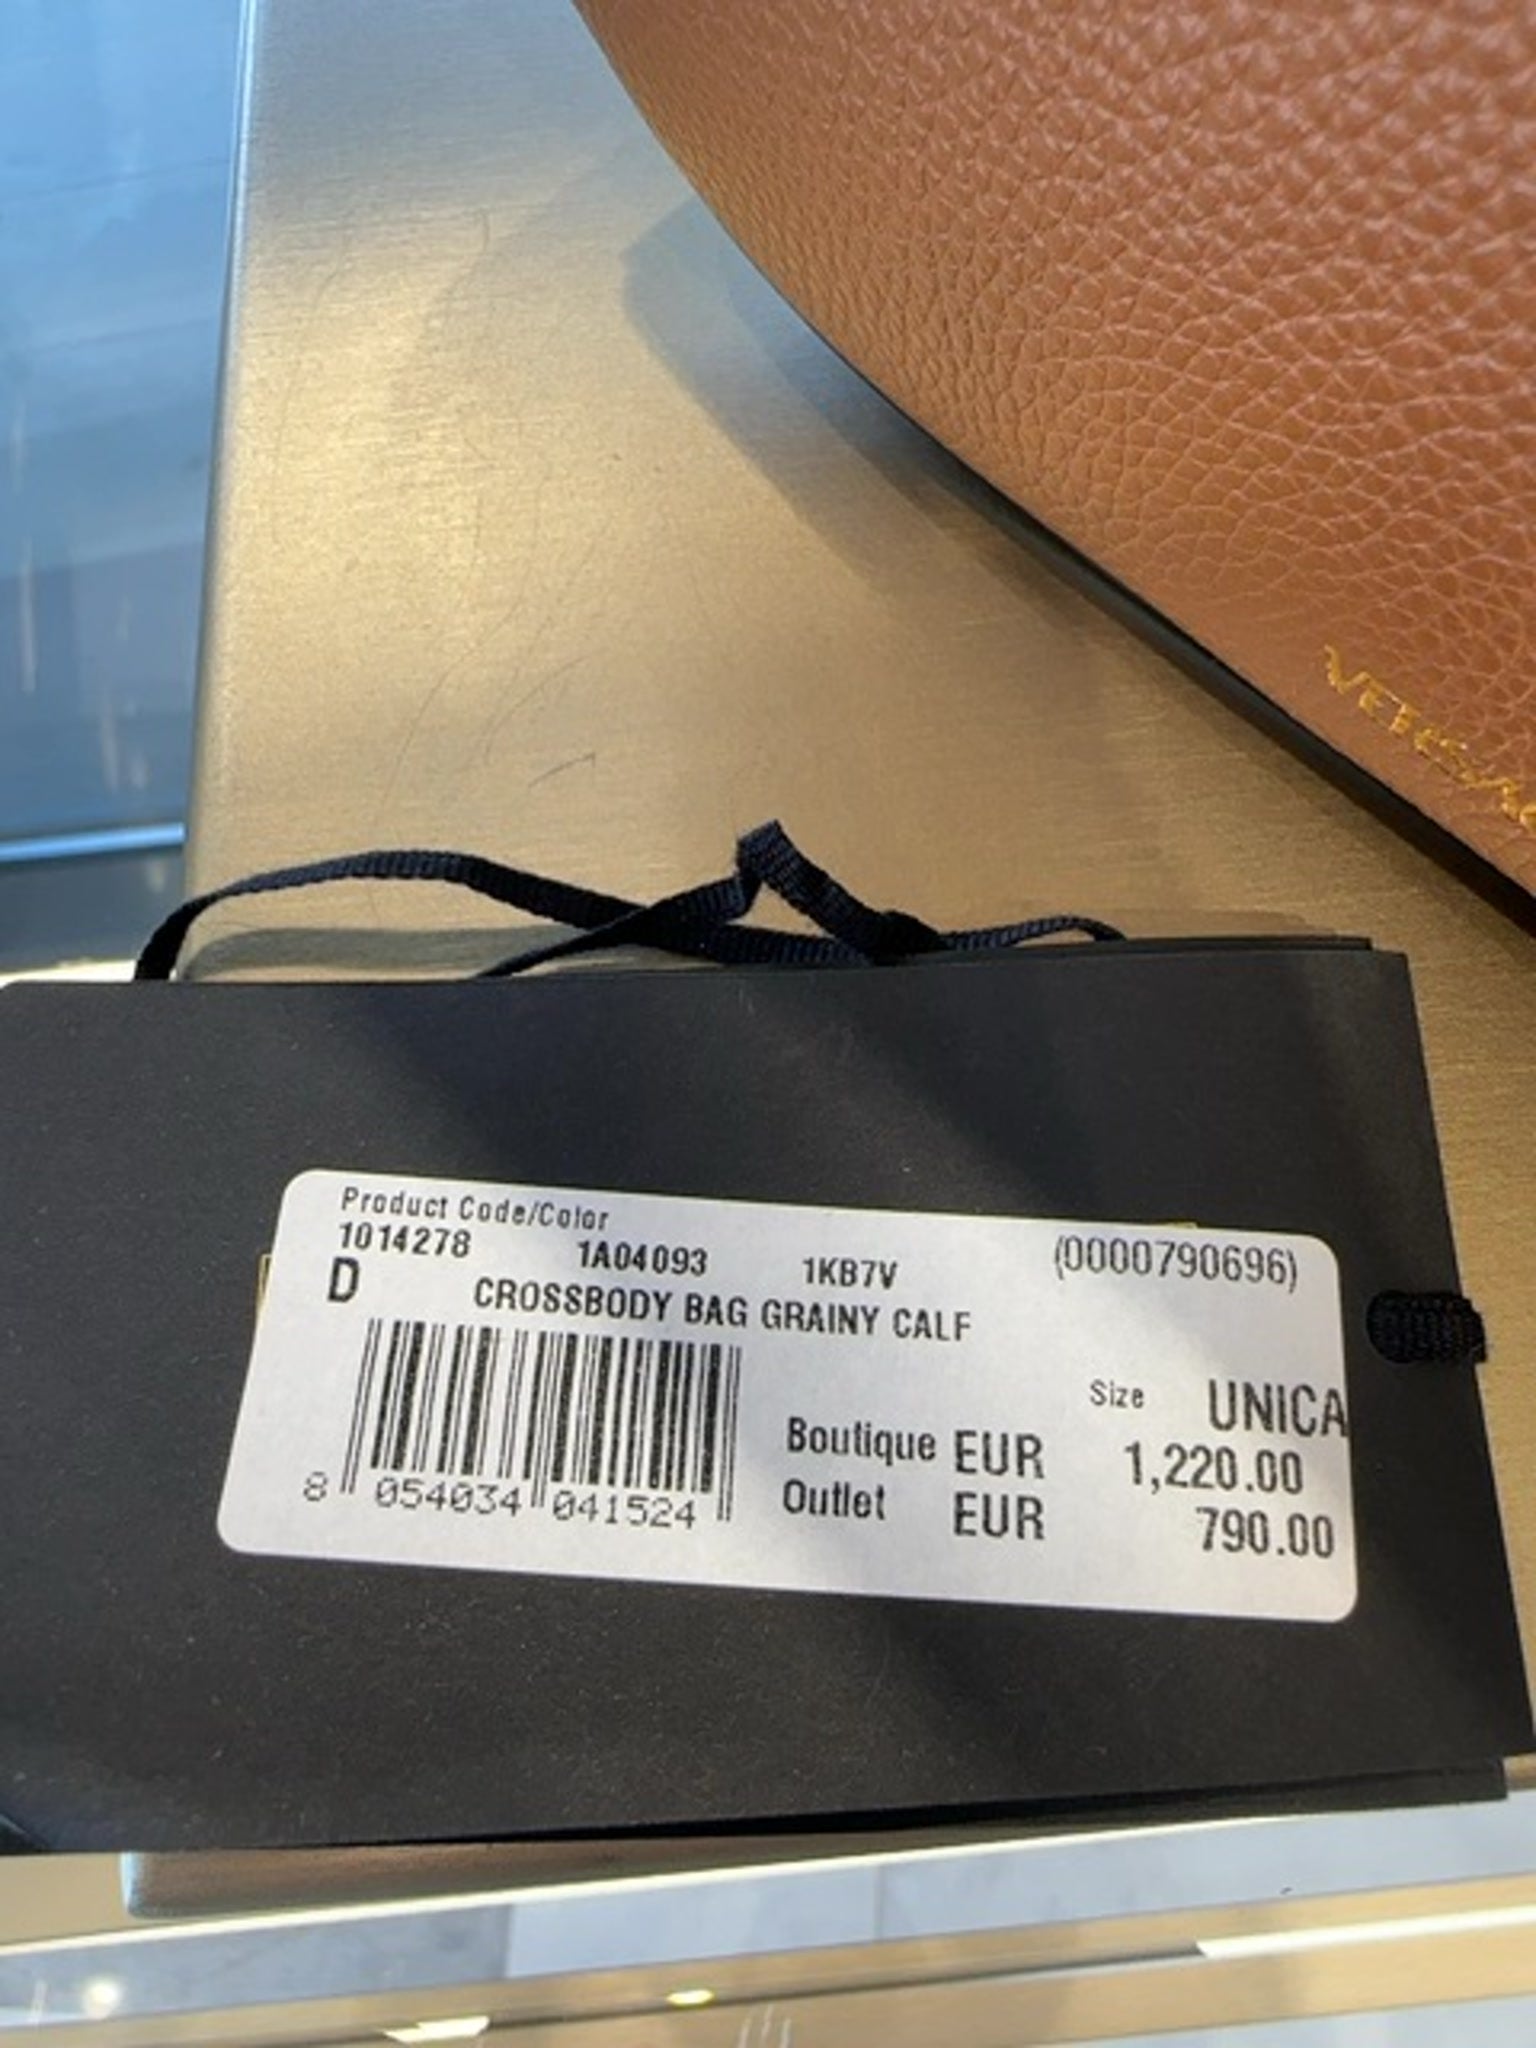 Product Code/Color
1014278 1A04093 1KB7V (0000790696)
D CROSSBODY BAG GRAINY CALF
Size UNICA
Boutique EUR 1,220.00
Outlet EUR 790.00
8 054034 041524